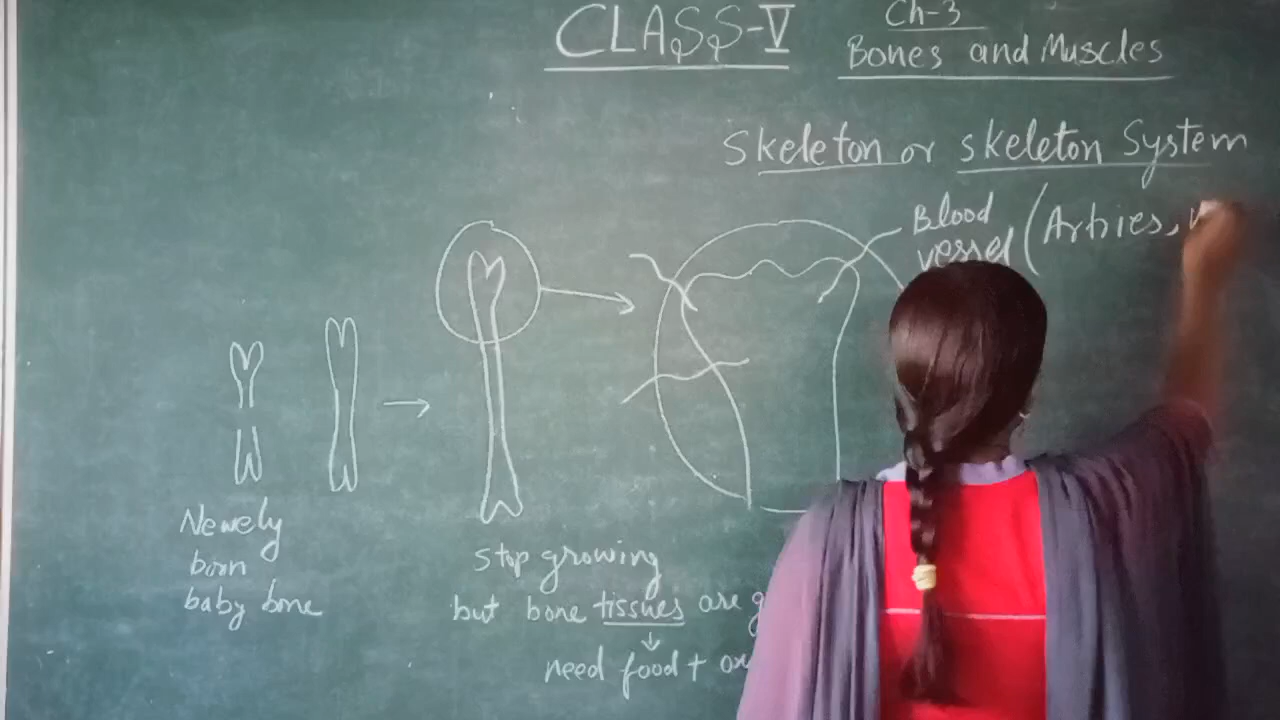 CLASS-V
Ch-3
Bones and Muscles
Skeleton or skeleton System
Blood
vessel (Artries,
Newely
born
baby bone
Stop growing
but bone tissues are
need food +